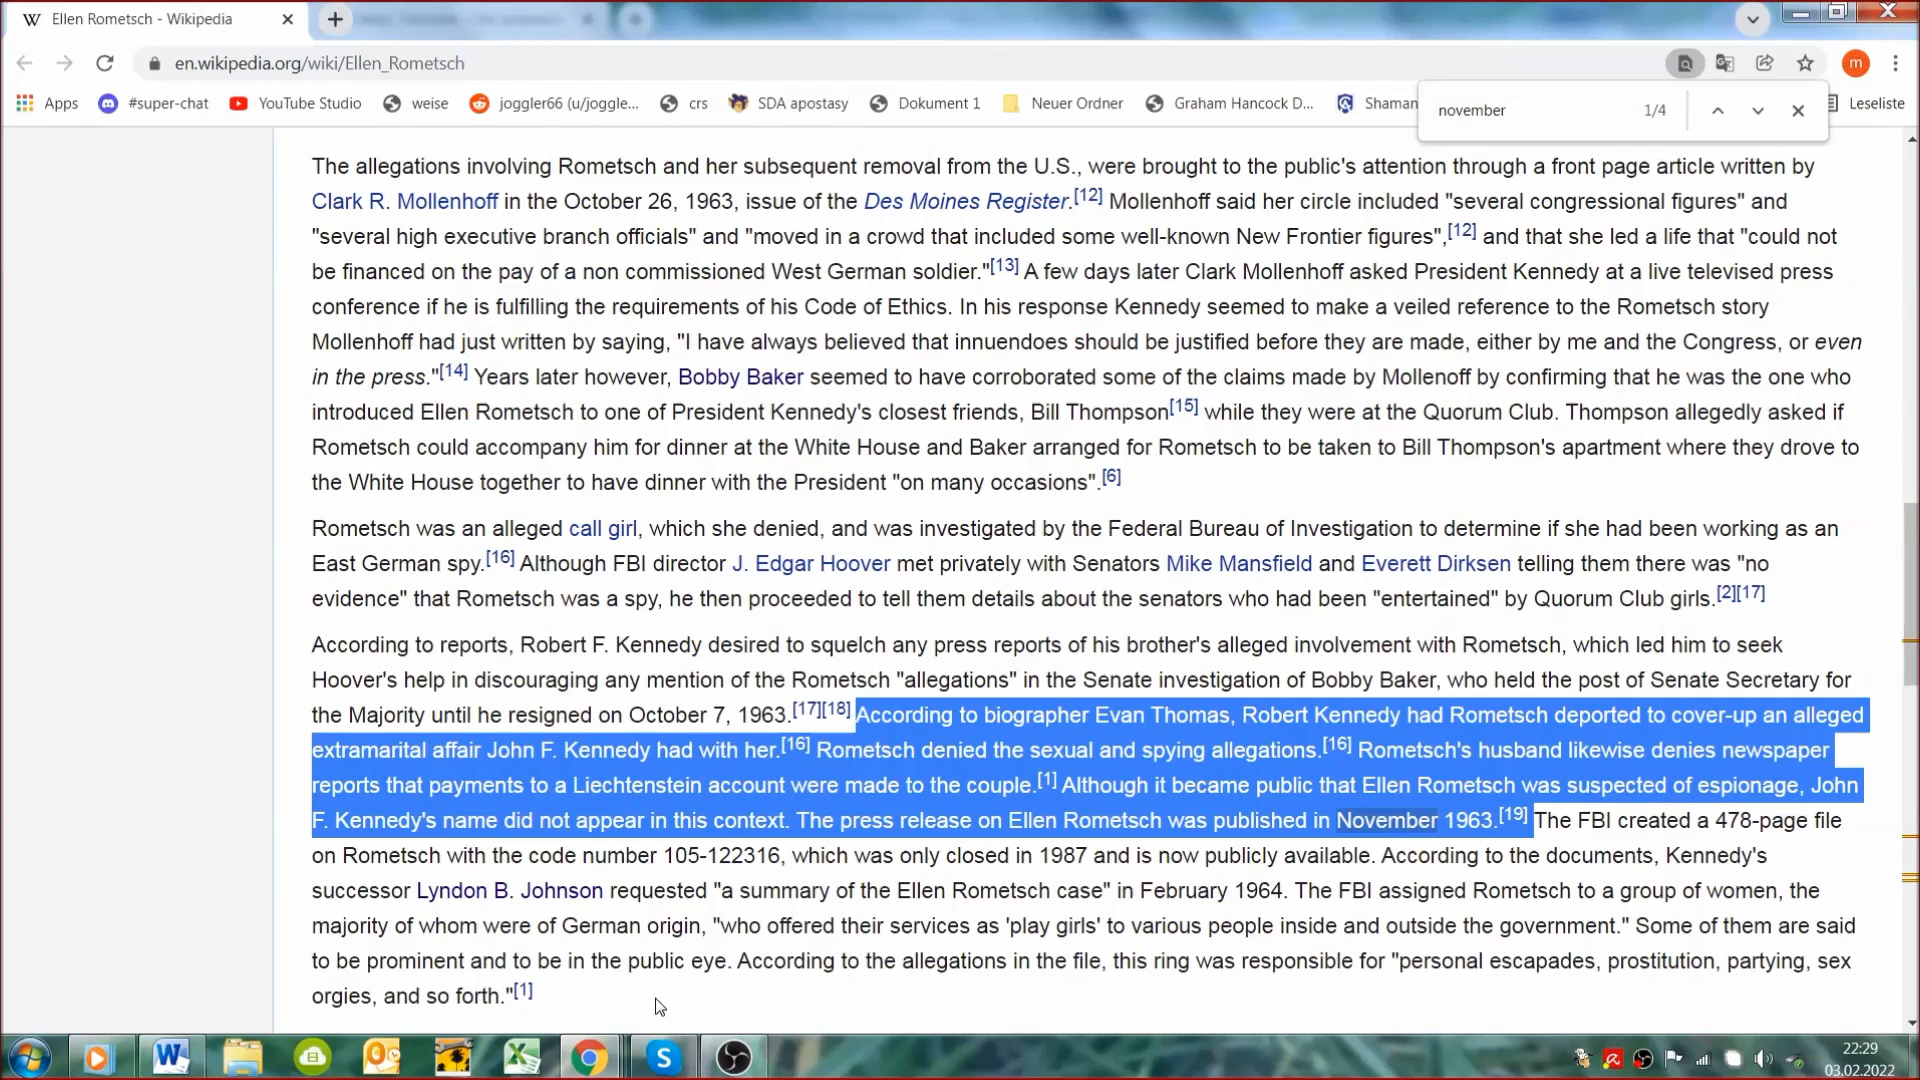 Ellen Rometsch - Wikipedia
en.wikipedia.org/wiki/Ellen_Rometsch
m
Apps #super-chat YouTube Studio weise joggler66 (u/joggle... crs SDA apostasy Dokument 1 Neuer Ordner Graham Hancock D... Shaman Leseliste
november 1/4
The allegations involving Rometsch and her subsequent removal from the U.S., were brought to the public's attention through a front page article written by
Clark R. Mollenhoff in the October 26, 1963, issue of the Des Moines Register.[12] Mollenhoff said her circle included "several congressional figures" and
"several high executive branch officials" and "moved in a crowd that included some well-known New Frontier figures",[12] and that she led a life that "could not
be financed on the pay of a non commissioned West German soldier."[13] A few days later Clark Mollenhoff asked President Kennedy at a live televised press
conference if he is fulfilling the requirements of his Code of Ethics. In his response Kennedy seemed to make a veiled reference to the Rometsch story
Mollenhoff had just written by saying, "I have always believed that innuendoes should be justified before they are made, either by me and the Congress, or even
in the press."[14] Years later however, Bobby Baker seemed to have corroborated some of the claims made by Mollenoff by confirming that he was the one who
introduced Ellen Rometsch to one of President Kennedy's closest friends, Bill Thompson[15] while they were at the Quorum Club. Thompson allegedly asked if
Rometsch could accompany him for dinner at the White House and Baker arranged for Rometsch to be taken to Bill Thompson's apartment where they drove to
the White House together to have dinner with the President "on many occasions".[6]
Rometsch was an alleged call girl, which she denied, and was investigated by the Federal Bureau of Investigation to determine if she had been working as an
East German spy.[16] Although FBI director J. Edgar Hoover met privately with Senators Mike Mansfield and Everett Dirksen telling them there was "no
evidence" that Rometsch was a spy, he then proceeded to tell them details about the senators who had been "entertained" by Quorum Club girls.[2][17]
According to reports, Robert F. Kennedy desired to squelch any press reports of his brother's alleged involvement with Rometsch, which led him to seek
Hoover's help in discouraging any mention of the Rometsch "allegations" in the Senate investigation of Bobby Baker, who held the post of Senate Secretary for
the Majority until he resigned on October 7, 1963.[17][18] According to biographer Evan Thomas, Robert Kennedy had Rometsch deported to cover-up an alleged
extramarital affair John F. Kennedy had with her.[16] Rometsch denied the sexual and spying allegations.[16] Rometsch's husband likewise denies newspaper
reports that payments to a Liechtenstein account were made to the couple.[1] Although it became public that Ellen Rometsch was suspected of espionage, John
F. Kennedy's name did not appear in this context. The press release on Ellen Rometsch was published in November 1963.[19] The FBI created a 478-page file
on Rometsch with the code number 105-122316, which was only closed in 1987 and is now publicly available. According to the documents, Kennedy's
successor Lyndon B. Johnson requested "a summary of the Ellen Rometsch case" in February 1964. The FBI assigned Rometsch to a group of women, the
majority of whom were of German origin, "who offered their services as 'play girls' to various people inside and outside the government." Some of them are said
to be prominent and to be in the public eye. According to the allegations in the file, this ring was responsible for "personal escapades, prostitution, partying, sex
orgies, and so forth."[1]
22:29
03.02.2022